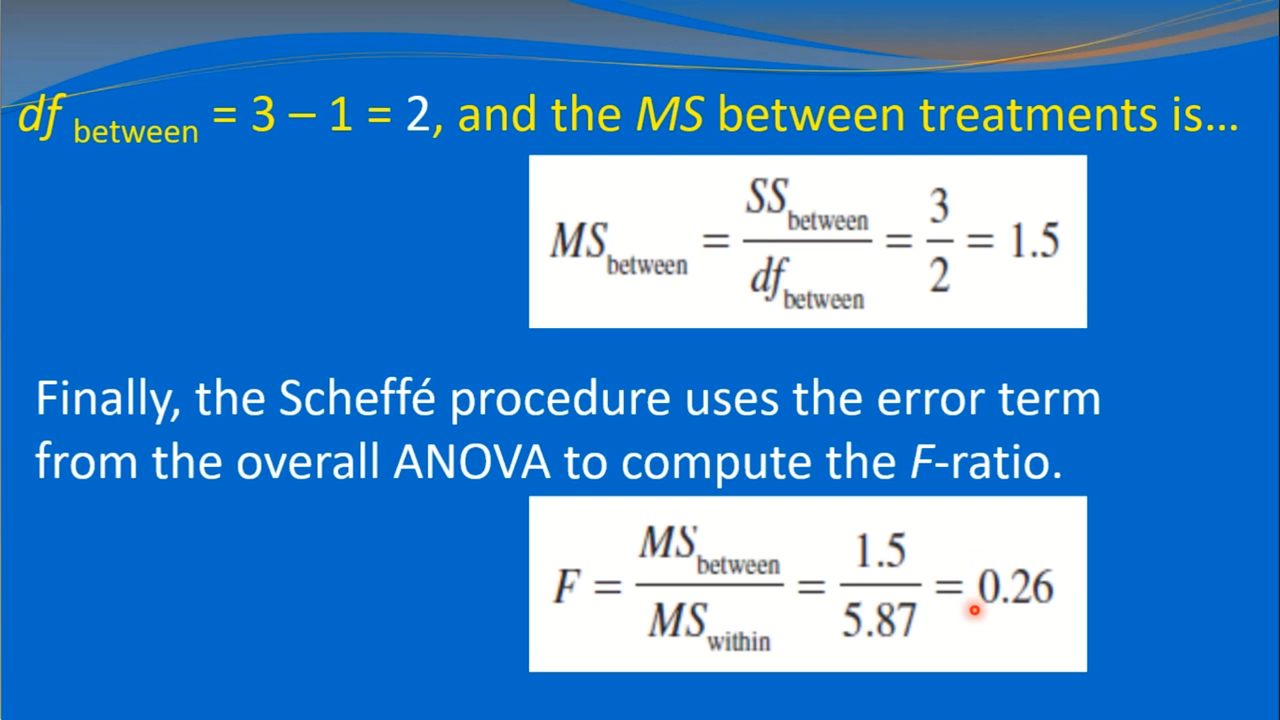 df between = 3 – 1 = 2, and the MS between treatments is…
MS between = SS between / df between = 3 / 2 = 1.5
Finally, the Scheffé procedure uses the error term
from the overall ANOVA to compute the F-ratio.
F = MS between / MS within = 1.5 / 5.87 = 0.26